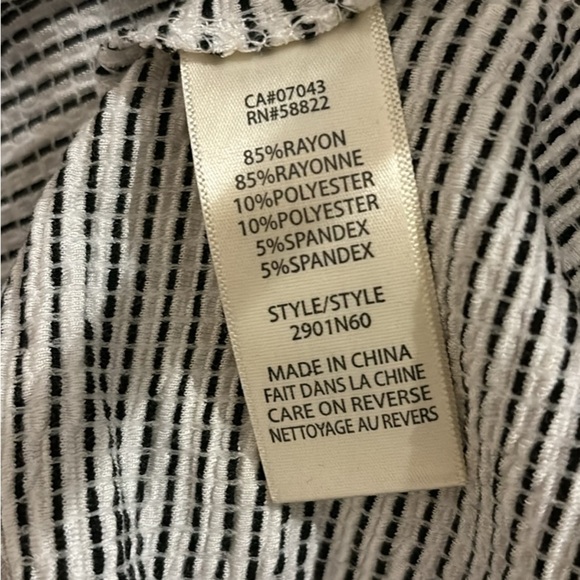 CA#07043
RN#58822
85%RAYON
85%RAYONNE
10%POLYESTER
10%POLYESTER
5%SPANDEX
5%SPANDEX
STYLE/STYLE
2901N60
MADE IN CHINA
FAIT DANS LA CHINE
CARE ON REVERSE
NETTOYAGE AU REVERS